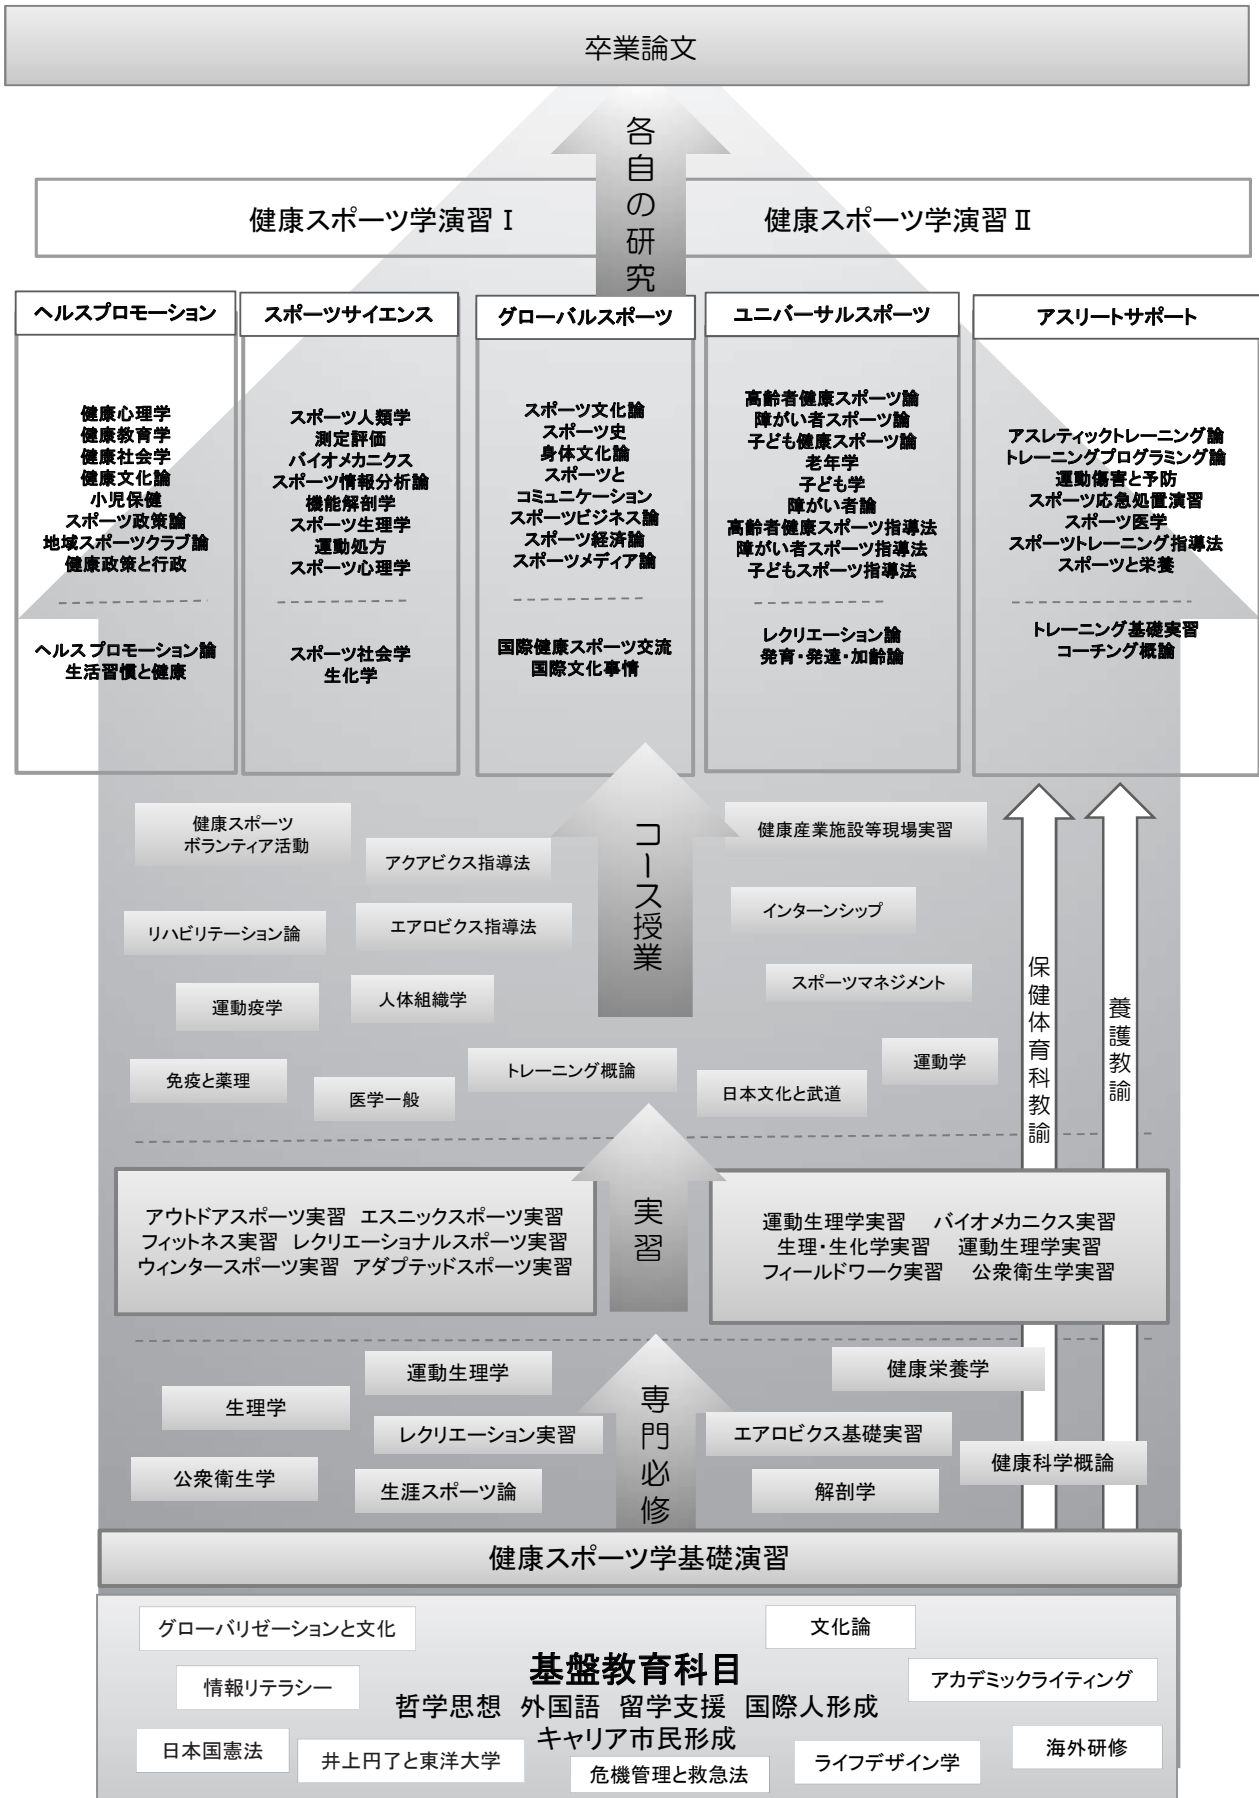 卒業論文
各自の研究
健康スポーツ学演習Ⅰ
健康スポーツ学演習Ⅱ
ヘルスプロモーション
健康心理学
健康教育学
健康社会学
健康文化論
小児保健
スポーツ政策論
地域スポーツクラブ論
健康政策と行政
ヘルスプロモーション論
生活習慣と健康
スポーツサイエンス
スポーツ人類学
測定評価
バイオメカニクス
スポーツ情報分析論
機能解剖学
スポーツ生理学
運動処方
スポーツ心理学
スポーツ社会学
生化学
グローバルスポーツ
スポーツ文化論
スポーツ史
身体文化論
スポーツと
コミュニケーション
スポーツビジネス論
スポーツ経済論
スポーツメディア論
国際健康スポーツ交流
国際文化事情
ユニバーサルスポーツ
高齢者健康スポーツ論
障がい者スポーツ論
子ども健康スポーツ論
老年学
子ども学
障がい者論
高齢者健康スポーツ指導法
障がい者スポーツ指導法
子どもスポーツ指導法
レクリエーション論
発育・発達・加齢論
アスリートサポート
アスレティックトレーニング論
トレーニングプログラミング論
運動傷害と予防
スポーツ応急処置演習
スポーツ医学
スポーツトレーニング指導法
スポーツと栄養
トレーニング基礎実習
コーチング概論
コース授業
健康スポーツ
ボランティア活動
アクアビクス指導法
健康産業施設等現場実習
リハビリテーション論
エアロビクス指導法
インターンシップ
運動疫学
人体組織学
スポーツマネジメント
免疫と薬理
医学一般
トレーニング概論
日本文化と武道
運動学
保健体育科教諭
養護教諭
実習
アウトドアスポーツ実習 エスニックスポーツ実習
フィットネス実習 レクリエーショナルスポーツ実習
ウィンタースポーツ実習 アダプテッドスポーツ実習
運動生理学実習 バイオメカニクス実習
生理・生化学実習 運動生理学実習
フィールドワーク実習 公衆衛生学実習
専門必修
運動生理学
健康栄養学
生理学
レクリエーション実習
エアロビクス基礎実習
公衆衛生学
生涯スポーツ論
解剖学
健康科学概論
健康スポーツ学基礎演習
グローバリゼーションと文化
文化論
基盤教育科目
情報リテラシー
アカデミックライティング
哲学思想 外国語 留学支援 国際人形成
キャリア市民形成
日本国憲法
井上円了と東洋大学
危機管理と救急法
ライフデザイン学
海外研修